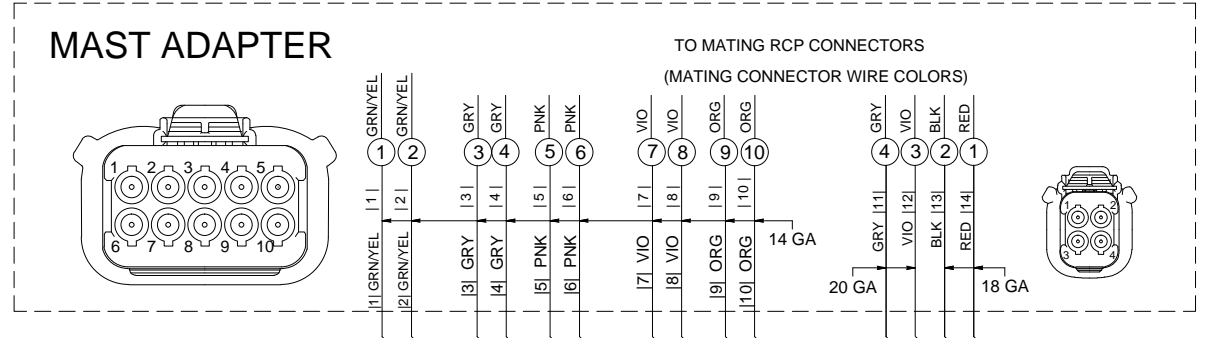 MAST ADAPTER
TO MATING RCP CONNECTORS
(MATING CONNECTOR WIRE COLORS)
GRN/YEL GRN/YEL GRY GRY PNK PNK VIO VIO ORG ORG GRY VIO BLK RED
1 2 3 4 5 6 7 8 9 10 4 3 2 1
1 2 3 4 5
6 7 8 9 10
|1| |2| |3| |4| |5| |6| |7| |8| |9| |10| |11| |12| |13| |14|
14 GA
|1| GRN/YEL |2| GRN/YEL |3| GRY |4| GRY |5| PNK |6| PNK |7| VIO |8| VIO |9| ORG |10| ORG GRY VIO BLK RED
20 GA 18 GA
1 2
3 4